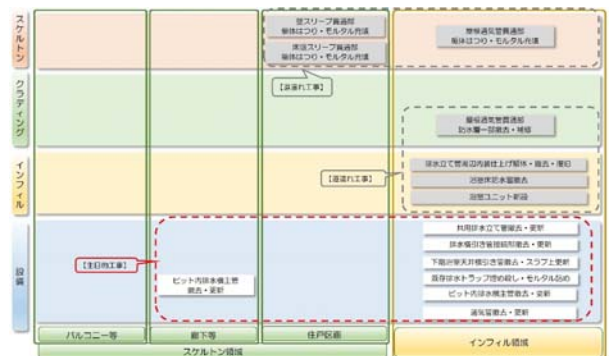 スケルトン
壁スリーブ貫通部
躯体はつり・モルタル充填
床版スリーブ貫通部
躯体はつり・モルタル充填
屋根通気管貫通部
躯体はつり・モルタル充填
【道連れ工事】
クラディング
屋根通気管貫通部
防水層一部撤去・補修
インフィル
【道連れ工事】
排水立て管周辺内装仕上げ解体・撤去・復旧
浴室床防水層撤去
浴室ユニット新設
設備
【主目的工事】
ピット内排水横主管
撤去・更新
共用排水立て管撤去・更新
排水横引き管接続形撤去・更新
下階浴室天井横引き管撤去・スラブ上更新
既存排水トラップ埋め殺し・モルタル詰め
ピット内排水横主管撤去・更新
通気管撤去・更新
バルコニー等
廊下等
住戸区画
インフィル領域
スケルトン領域